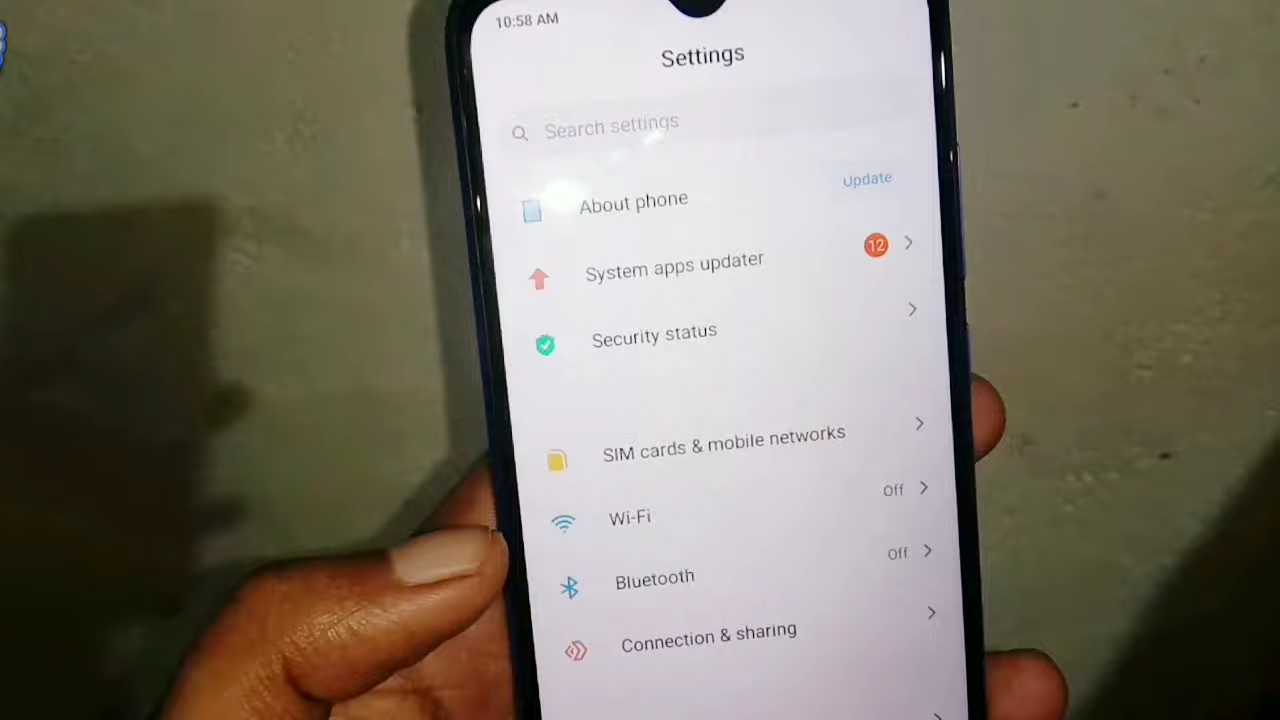 10:58 AM
Settings
Search settings
About phone
Update
System apps updater
12
Security status
SIM cards & mobile networks
Wi-Fi
Off
Bluetooth
Off
Connection & sharing